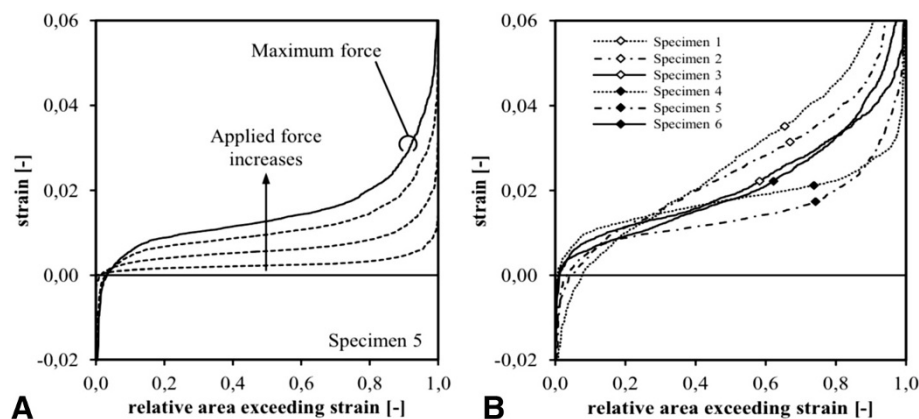 0,06
0,04
0,02
0,00
-0,02
strain [-]
Maximum force
Applied force
increases
Specimen 5
0,0 0,2 0,4 0,6 0,8 1,0
relative area exceeding strain [-]
A
0,06
0,04
0,02
0,00
-0,02
strain [-]
Specimen 1
Specimen 2
Specimen 3
Specimen 4
Specimen 5
Specimen 6
0,0 0,2 0,4 0,6 0,8 1,0
relative area exceeding strain [-]
B